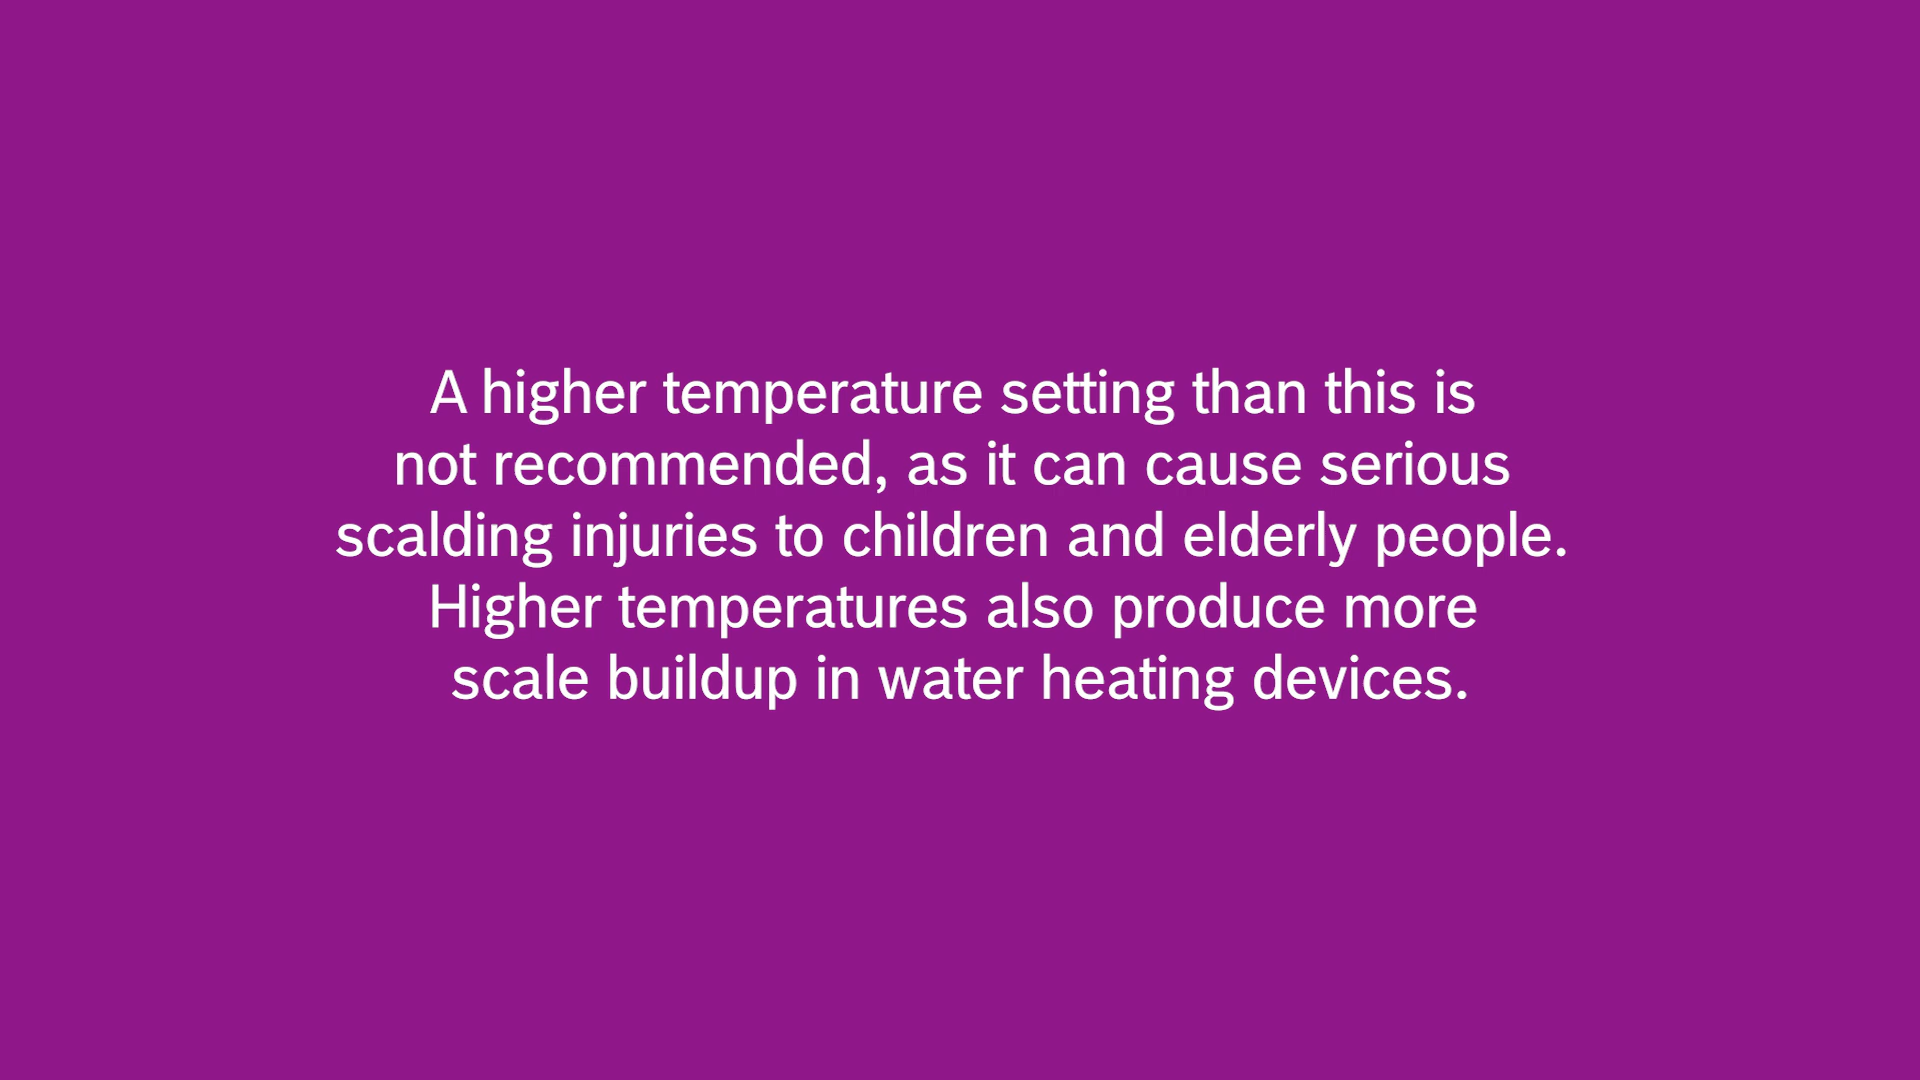 A higher temperature setting than this is
not recommended, as it can cause serious
scalding injuries to children and elderly people.
Higher temperatures also produce more
scale buildup in water heating devices.